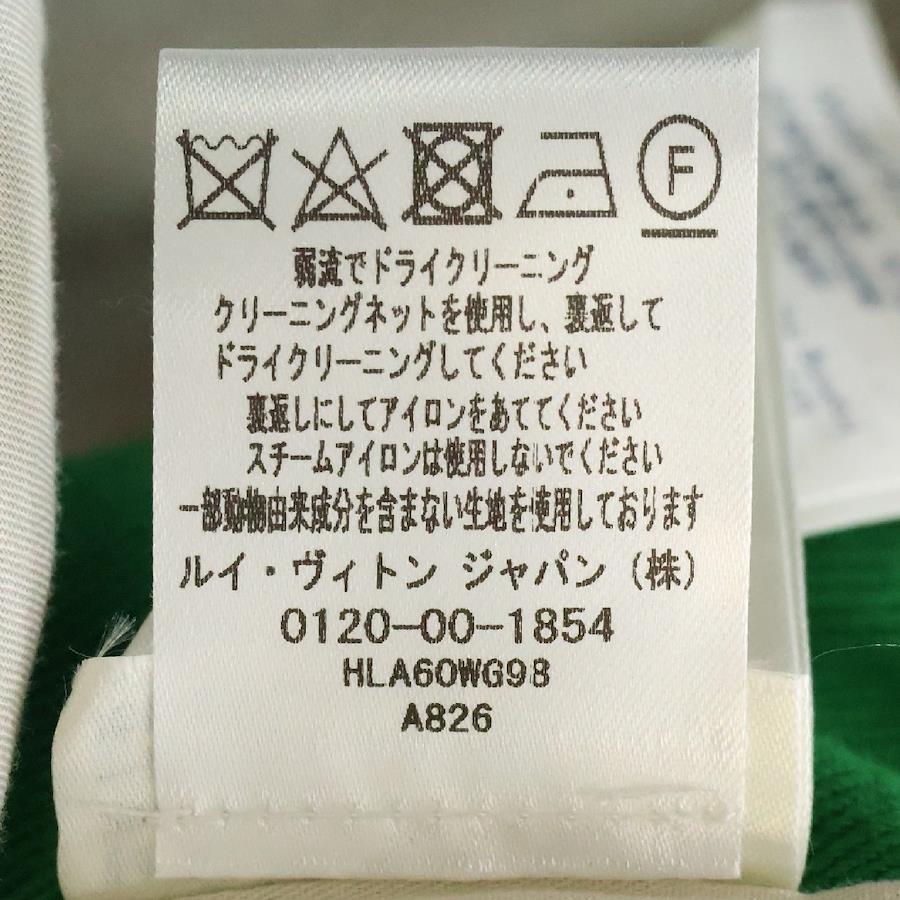 F
弱流でドライクリーニング
クリーニングネットを使用し、裏返して
ドライクリーニングしてください
裏返しにしてアイロンをあててください
スチームアイロンは使用しないでください
一部動物由来成分を含まない生地を使用しております
ルイ・ヴィトン ジャパン (株)
0120-00-1854
HLA60WG98
A826